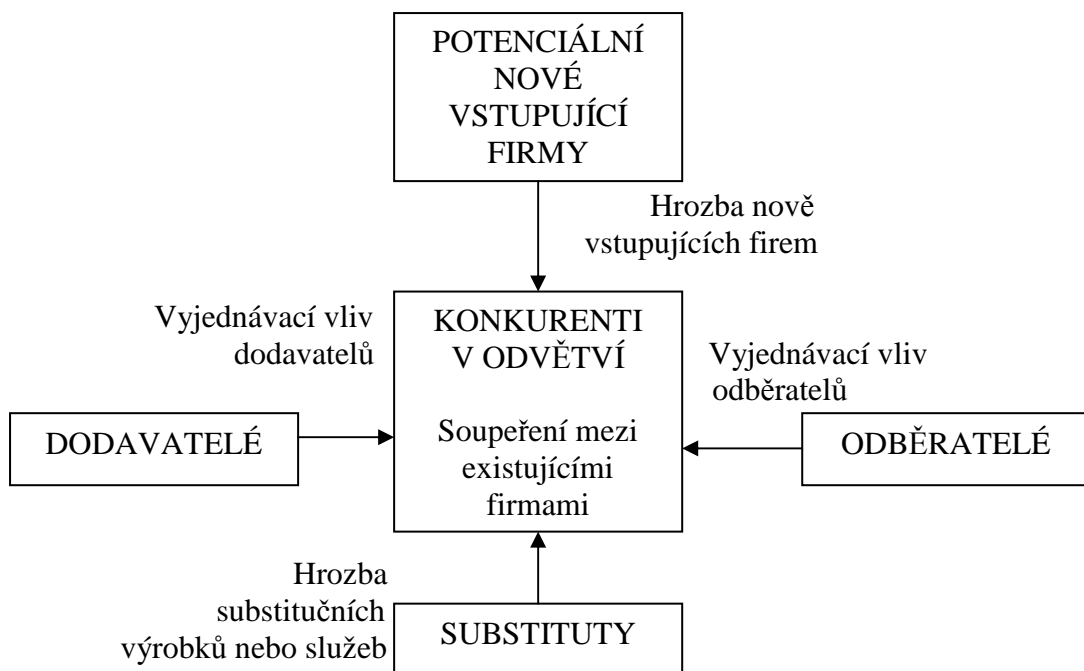 POTENCIÁLNÍ
NOVÉ
VSTUPUJÍCÍ
FIRMY
Hrozba nově
vstupujících firem
Vyjednávací vliv
dodavatelů
KONKURENTI
V ODVĚTVÍ
Vyjednávací vliv
odběratelů
DODAVATELÉ
Soupeření mezi
existujícími
firmami
ODBĚRATELÉ
Hrozba
substitučních
výrobků nebo služeb
SUBSTITUTY